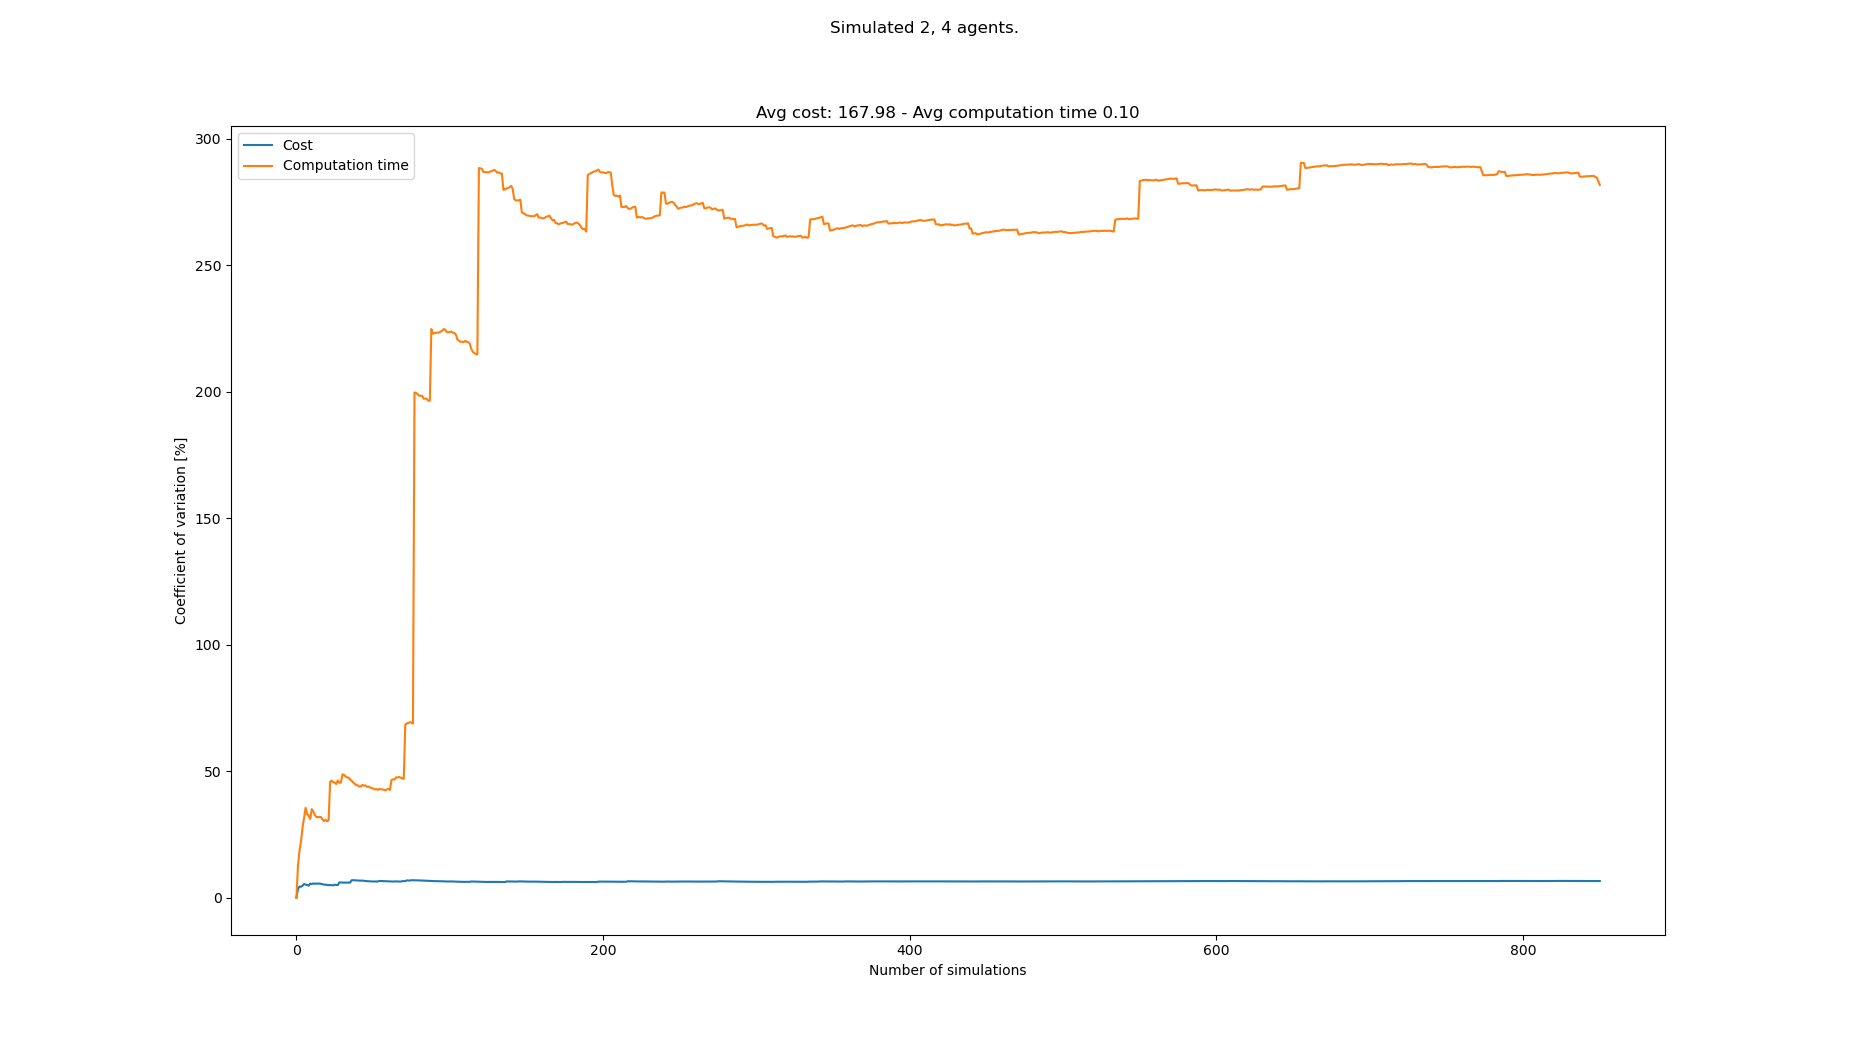 Simulated 2, 4 agents.
Avg cost: 167.98 - Avg computation time 0.10
Cost
Computation time
Coefficient of variation [%]
300
250
200
150
100
50
0
0
200
400
600
800
Number of simulations